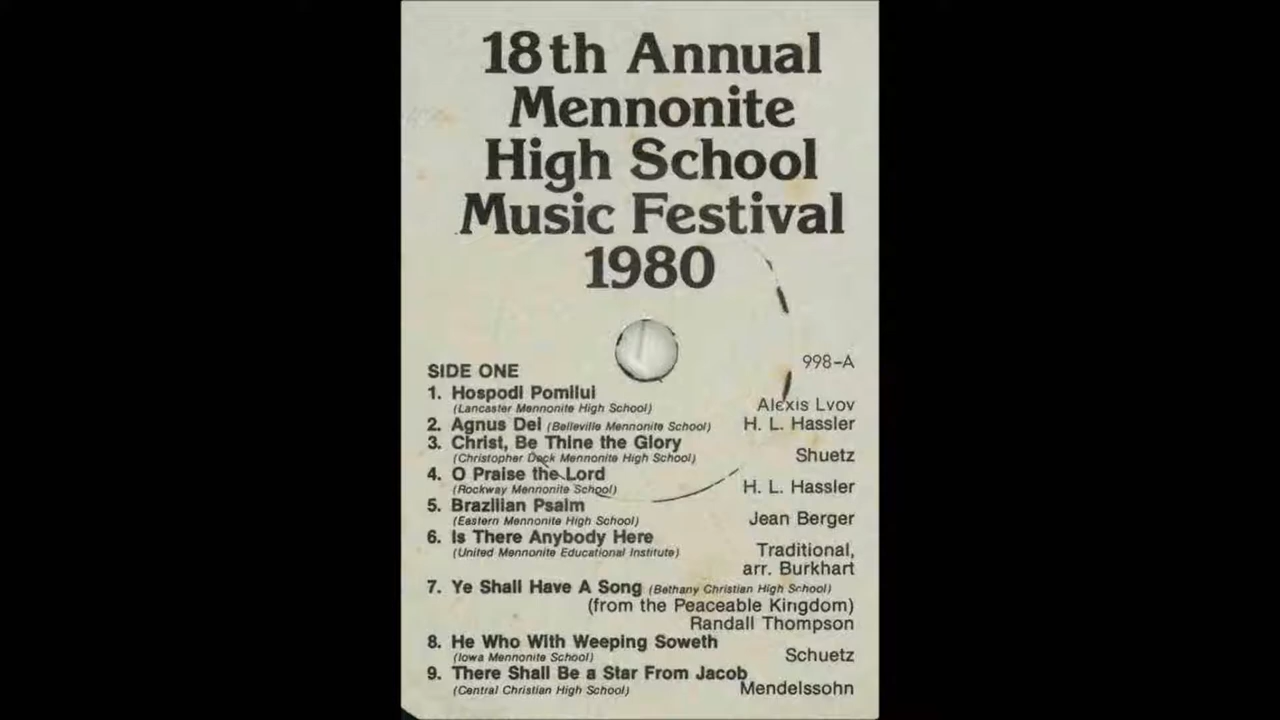 18th Annual
Mennonite
High School
Music Festival
1980
998-A
SIDE ONE
1. Hospodi Pomilui
(Lancaster Mennonite High School) Alexis Lvov
2. Agnus Dei (Belleville Mennonite School) H. L. Hassler
3. Christ, Be Thine the Glory
(Christopher Dock Mennonite High School) Shuetz
4. O Praise the Lord
(Rockway Mennonite School) H. L. Hassler
5. Brazilian Psalm
(Eastern Mennonite High School) Jean Berger
6. Is There Anybody Here
(United Mennonite Educational Institute) Traditional,
arr. Burkhart
7. Ye Shall Have A Song (Bethany Christian High School)
(from the Peaceable Kingdom)
Randall Thompson
8. He Who With Weeping Soweth
(Iowa Mennonite School) Schuetz
9. There Shall Be a Star From Jacob
(Central Christian High School) Mendelssohn